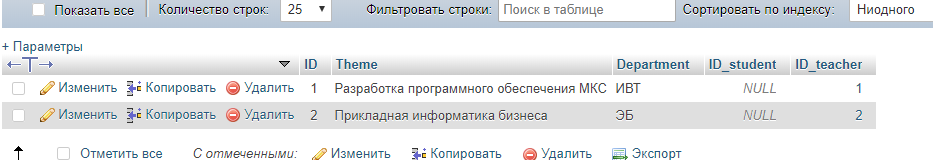 Показать все Количество строк: 25 Фильтровать строки: Поиск в таблице Сортировать по индексу: Ниодного
+ Параметры
←T→ ID Theme Department ID_student ID_teacher
Изменить Копировать Удалить 1 Разработка программного обеспечения МКС ИВТ NULL 1
Изменить Копировать Удалить 2 Прикладная информатика бизнеса ЭБ NULL 2
Отметить все С отмеченными: Изменить Копировать Удалить Экспорт